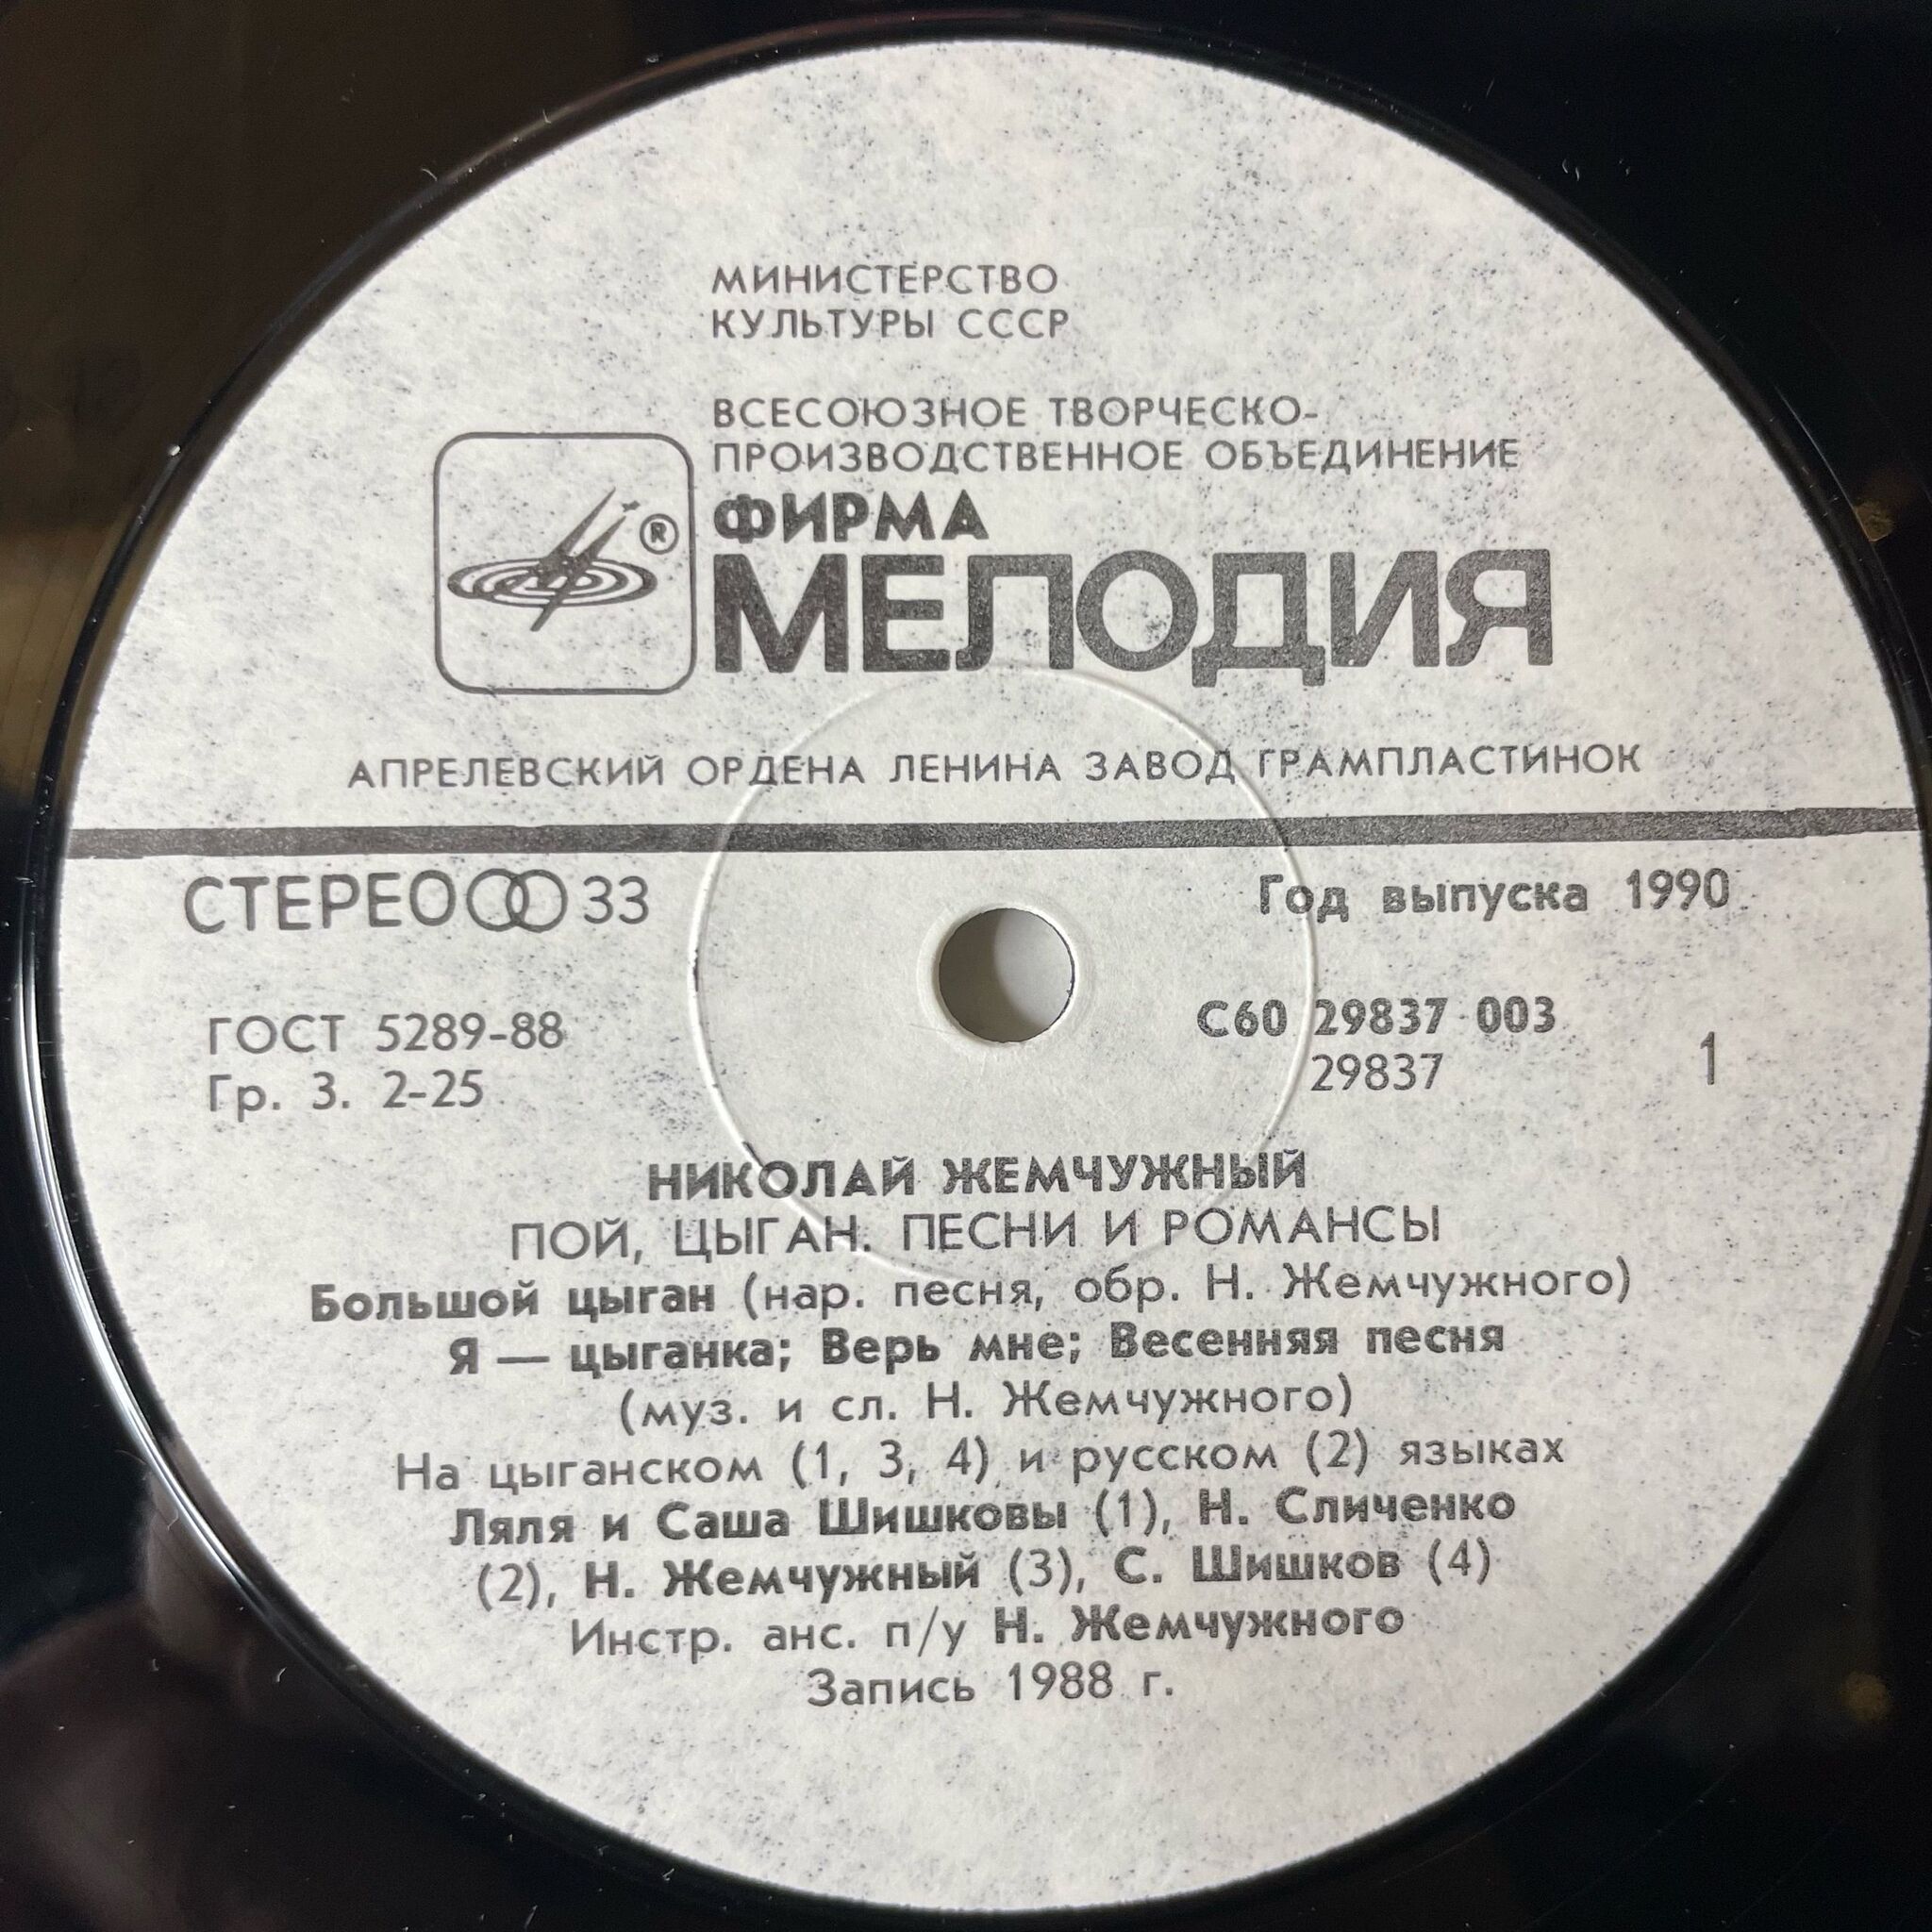 МИНИСТЕРСТВО
КУЛЬТУРЫ СССР
ВСЕСОЮЗНОЕ ТВОРЧЕСКО-
ПРОИЗВОДСТВЕННОЕ ОБЪЕДИНЕНИЕ
ФИРМА
®
МЕЛОДИЯ
АПРЕЛЕВСКИЙ ОРДЕНА ЛЕНИНА ЗАВОД ГРАМПЛАСТИНОК
СТЕРЕО 33
Год выпуска 1990
ГОСТ 5289-88
Гр. 3. 2-25
С60 29837 003
29837
1
НИКОЛАЙ ЖЕМЧУЖНЫЙ
ПОЙ, ЦЫГАН. ПЕСНИ И РОМАНСЫ
Большой цыган (нар. песня, обр. Н. Жемчужного)
Я — цыганка; Верь мне; Весенняя песня
(муз. и сл. Н. Жемчужного)
На цыганском (1, 3, 4) и русском (2) языках
Ляля и Саша Шишковы (1), Н. Сличенко
(2), Н. Жемчужный (3), С. Шишков (4)
Инстр. анс. п/у Н. Жемчужного
Запись 1988 г.